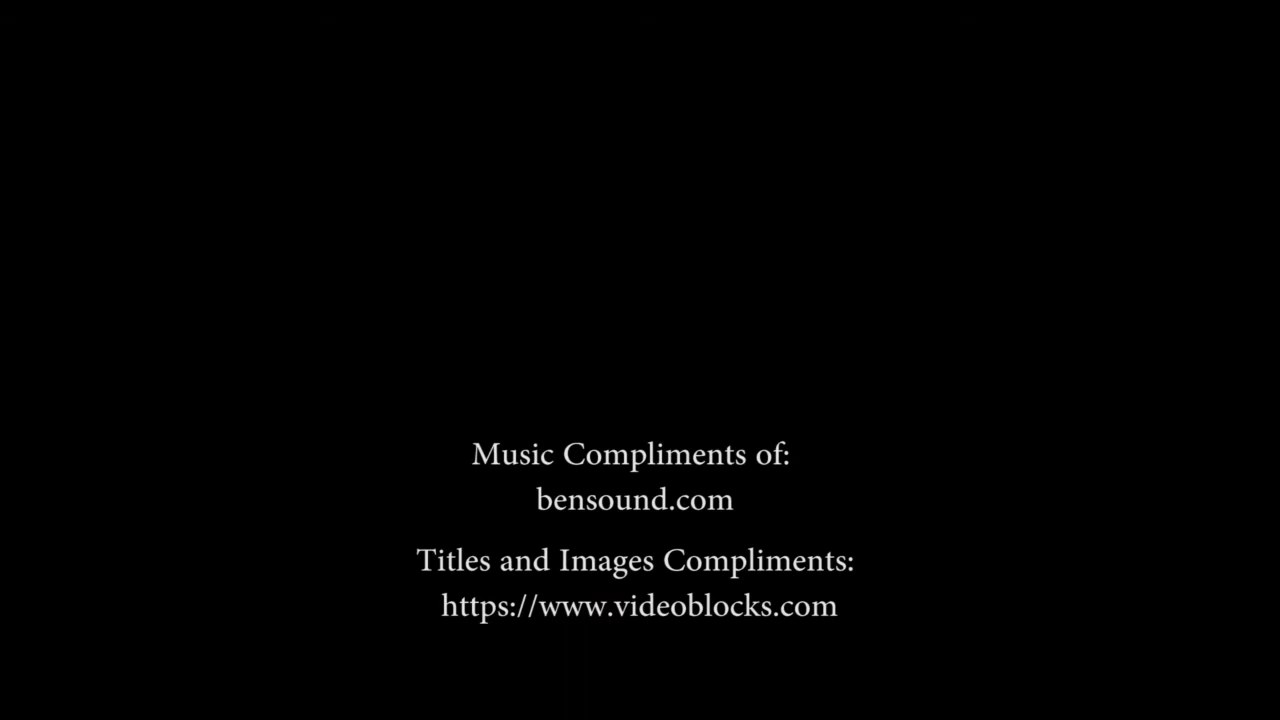 Music Compliments of:
bensound.com
Titles and Images Compliments:
https://www.videoblocks.com